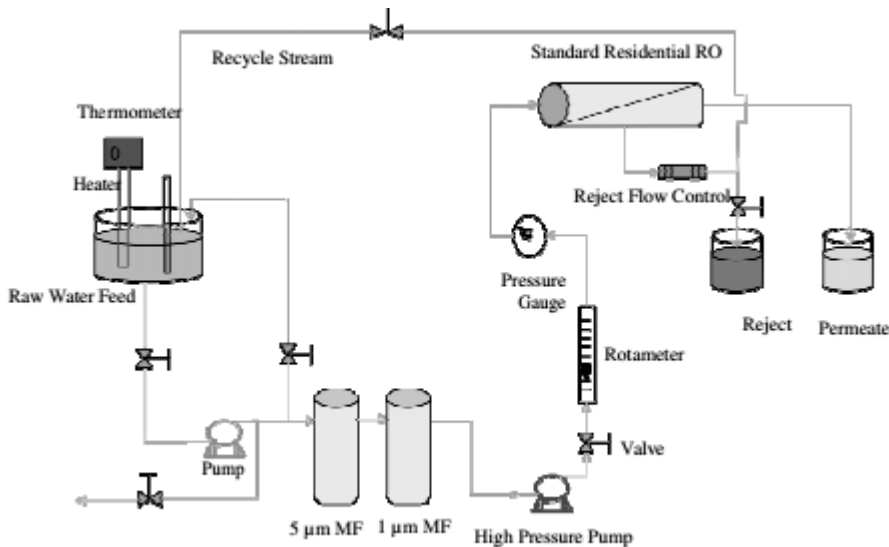 Recycle Stream
Standard Residential RO
Thermometer
0
Heater
Reject Flow Control
Raw Water Feed
Pressure
Gauge
Reject
Permeate
Rotameter
Pump
Valve
5 µm MF
1 µm MF
High Pressure Pump